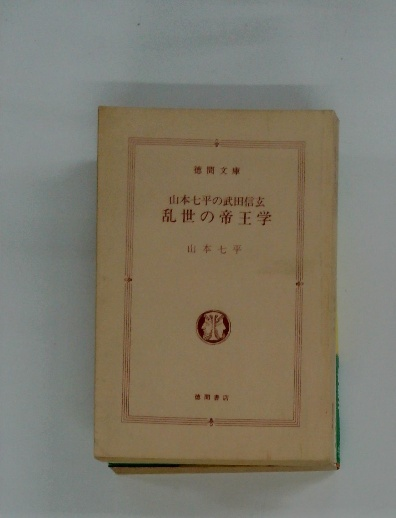 徳間文庫
山本七平の武田信玄
乱世の帝王学
山本七平
徳間書店